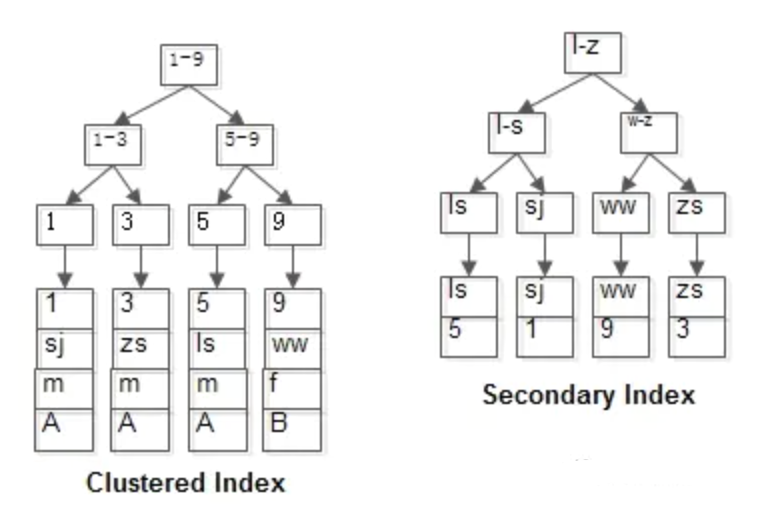 1-9
1-3
5-9
1
3
5
9
1
3
5
9
sj
zs
ls
ww
m
m
m
f
A
A
A
B
Clustered Index
l-z
l-s
w-z
ls
sj
ww
zs
ls
sj
ww
zs
5
1
9
3
Secondary Index